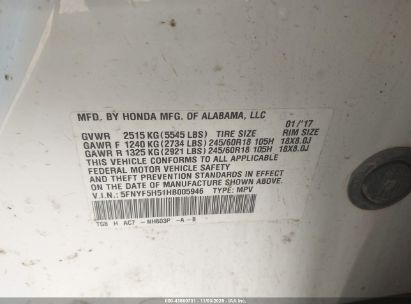 MFD. BY HONDA MFG. OF ALABAMA, LLC
01/'17
GVWR 2515 KG (5545 LBS) TIRE SIZE RIM SIZE
GAWR F 1240 KG (2734 LBS) 245/60R18 105H 18X8.0J
GAWR R 1325 KG (2921 LBS) 245/60R18 105H 18X8.0J
THIS VEHICLE CONFORMS TO ALL APPLICABLE
FEDERAL MOTOR VEHICLE SAFETY
AND THEFT PREVENTION STANDARDS IN EFFECT
ON THE DATE OF MANUFACTURE SHOWN ABOVE.
V.I.N.: 5FNYF5H51HB005946 TYPE: MPV
TG8 H AC7 -NH603P -A -B